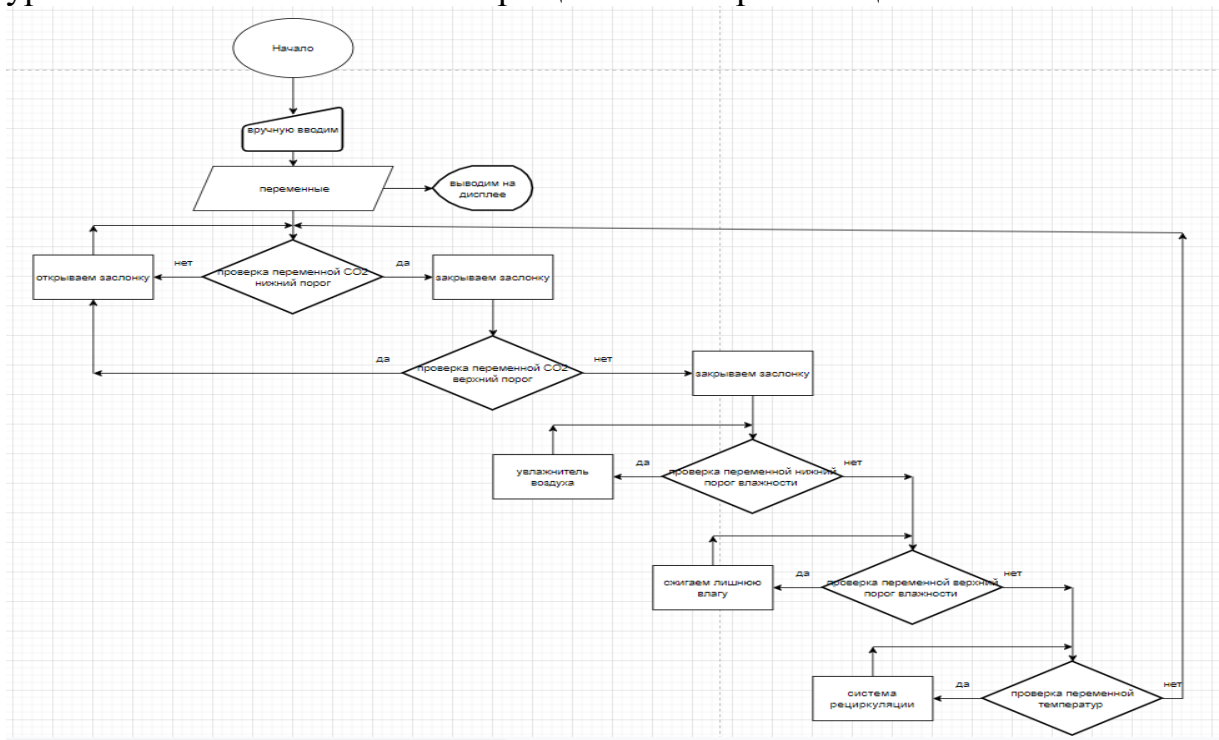 Начало
вручную вводим
переменные
выводим на
дисплее
открываем заслонку
нет
проверка переменной CO2
нижний порог
да
закрываем заслонку
да
проверка переменной CO2
верхний порог
нет
закрываем заслонку
увлажнитель
воздуха
да
проверка переменной нижний
порог влажности
нет
сжигаем лишнюю
влагу
да
проверка переменной верхний
порог влажности
нет
система
рециркуляции
да
проверка переменной
температур
нет